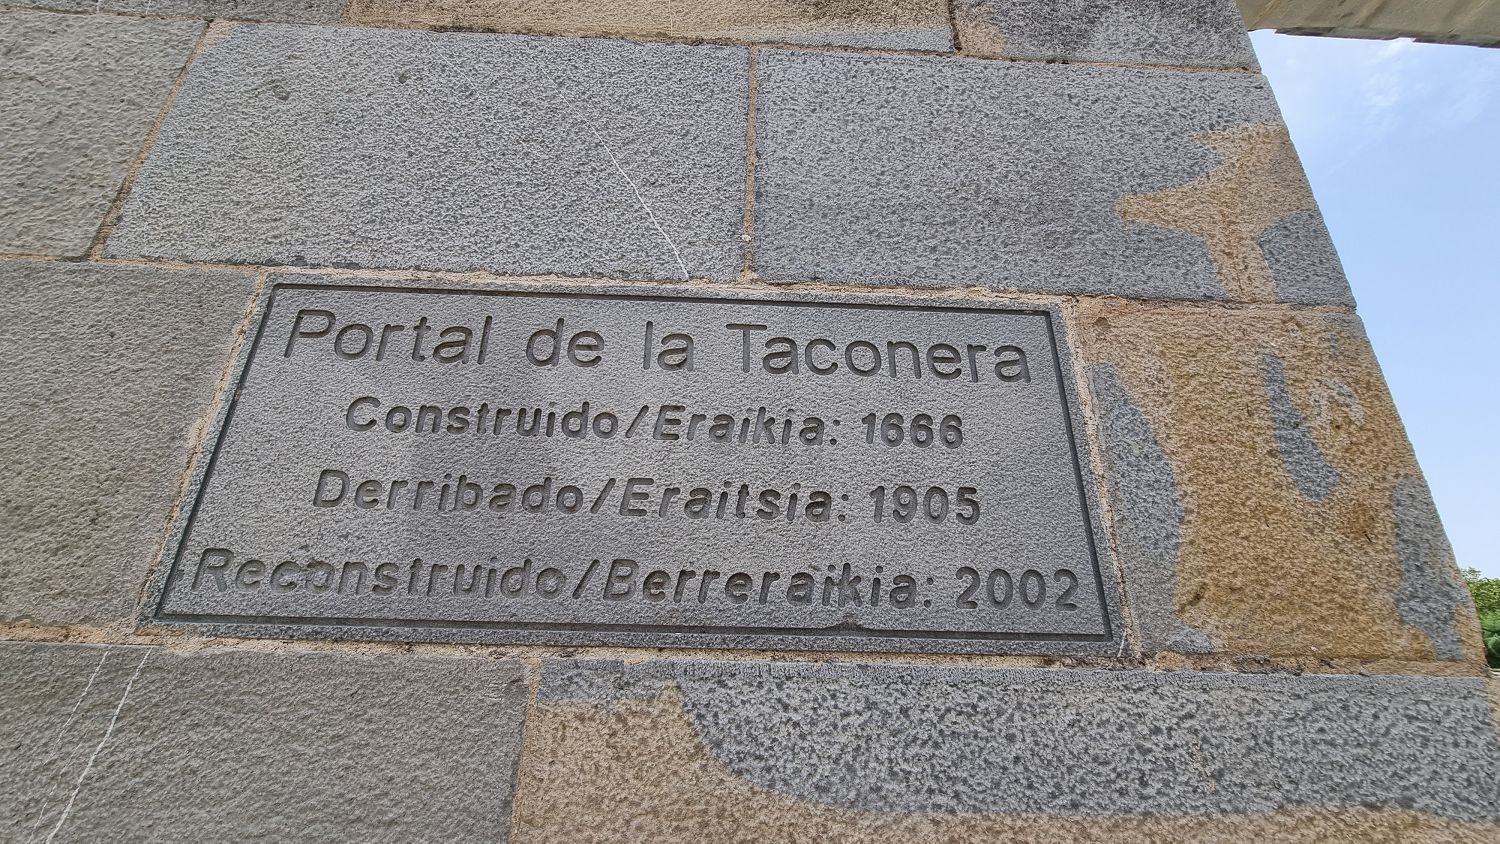 Portal de la Taconera
Construido/Eraikia: 1666
Derribado/Eraitsia: 1905
Reconstruido/Berreraikia: 2002